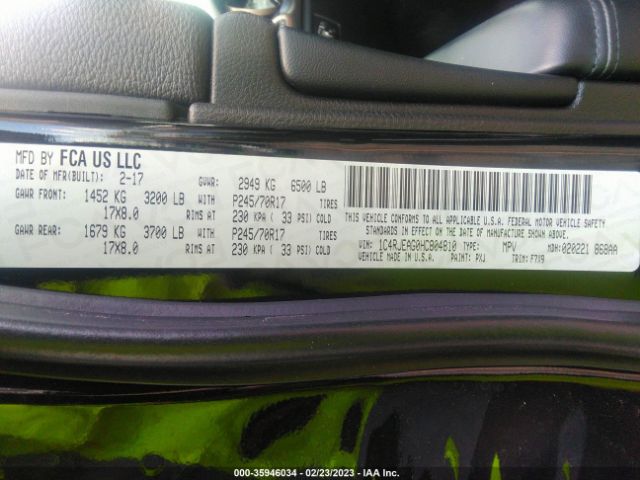 MFD BY FCA US LLC
DATE OF MFR(BUILT): 2-17 GVWR: 2949 KG 6500 LB
GAWR FRONT: 1452 KG 3200 LB WITH P245/70R17 TIRES
17X8.0 RIMS AT 230 KPA ( 33 PSI) COLD
GAWR REAR: 1679 KG 3700 LB WITH P245/70R17 TIRES
17X8.0 RIMS AT 230 KPA ( 33 PSI) COLD
THIS VEHICLE CONFORMS TO ALL APPLICABLE U.S.A. FEDERAL MOTOR VEHICLE SAFETY
STANDARDS IN EFFECT ON THE DATE OF MANUFACTURE SHOWN ABOVE.
VIN: 1C4RJEAG0HC804810 TYPE: MPV MDH: 020221 868AA
VEHICLE MADE IN U.S.A. PAINT: PXJ TRIM: F7X9
000-35946034 - 02/23/2023 - IAA Inc.